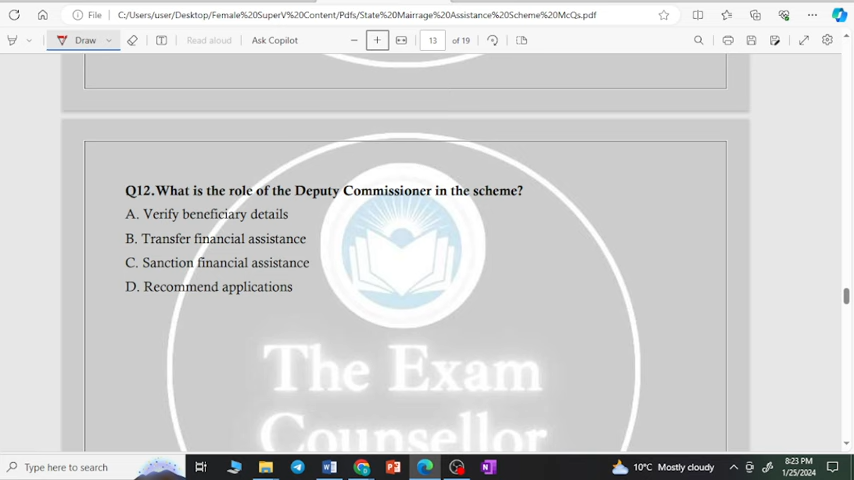 File
C:/Users/user/Desktop/Female%20SuperV%20Content/Pdfs/State%20Mairrage%20Assistance%20Scheme%20McQs.pdf
Draw
Read aloud
Ask Copilot
13 of 19
Q12.What is the role of the Deputy Commissioner in the scheme?
A. Verify beneficiary details
B. Transfer financial assistance
C. Sanction financial assistance
D. Recommend applications
The Exam
Counsellor
Type here to search
10°C Mostly cloudy
8:23 PM
1/25/2024